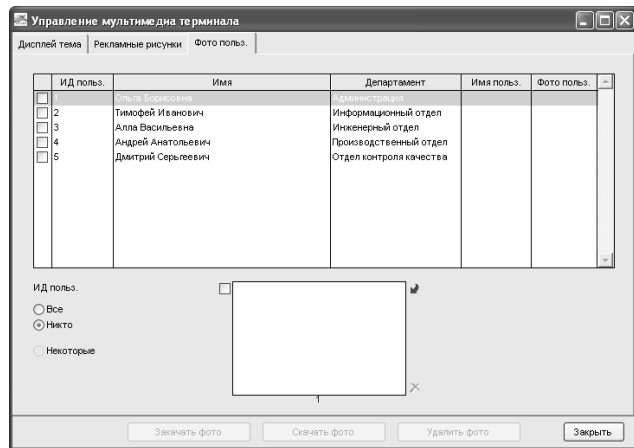 Управление мультимедиа терминала
Дисплей тема Рекламные рисунки Фото польз.
ИД польз. Имя Департамент Имя польз. Фото польз.
1 Ольга Борисовна Администрация
2 Тимофей Иванович Информационный отдел
3 Алла Васильевна Инженерный отдел
4 Андрей Анатольевич Производственный отдел
5 Дмитрий Серьгеевич Отдел контроля качества
ИД польз.
Все
Никто
Некоторые
1
Закачать фото Скачать фото Удалить фото Закрыть